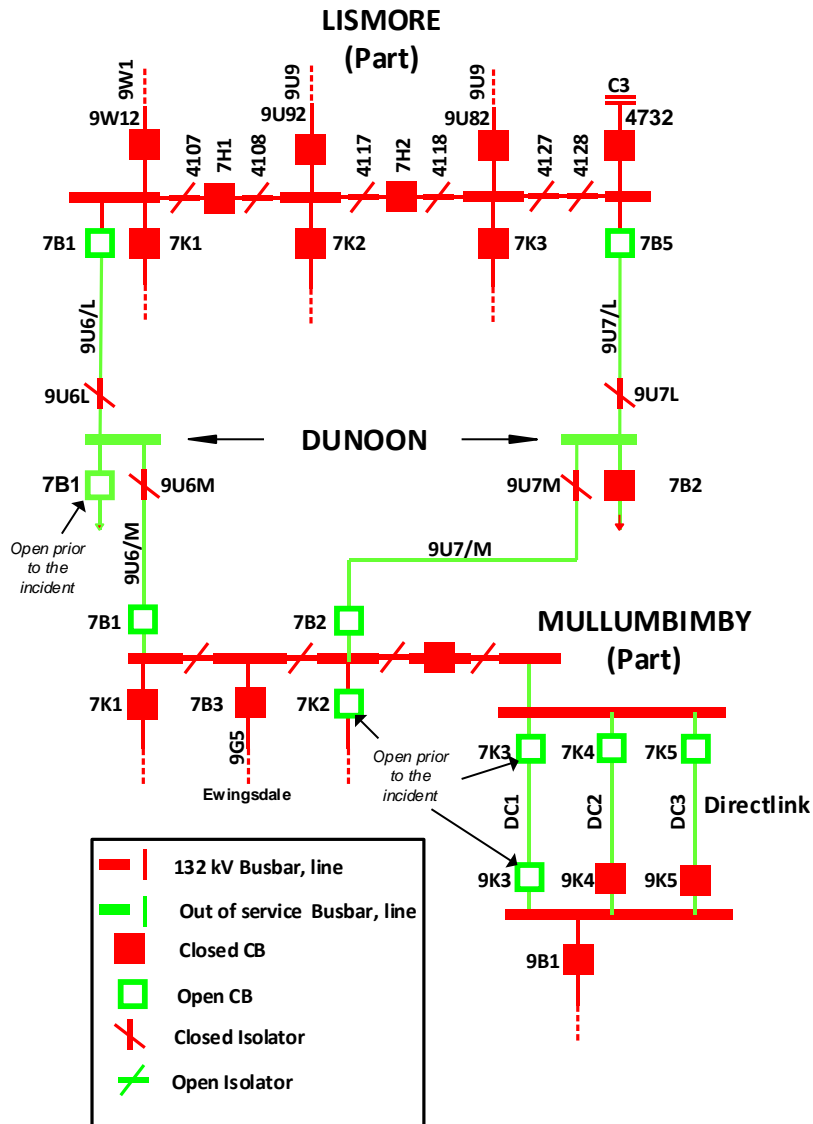 LISMORE
(Part)
9W1
9U9
9U9
C3
9W12
9U92
9U82
4732
4107
7H1
4108
4117
7H2
4118
4127
4128
7B1
7K1
7K2
7K3
7B5
9U6/L
9U7/L
9U6L
9U7L
DUNOON
7B1
9U6M
9U7M
7B2
Open prior
to the
incident
9U6/M
9U7/M
7B1
7B2
MULLUMBIMBY
(Part)
7K1
7B3
7K2
9G5
Ewingsdale
Open prior
to the
incident
7K3
7K4
7K5
DC1
DC2
DC3
Directlink
9K3
9K4
9K5
9B1
132 kV Busbar, line
Out of service Busbar, line
Closed CB
Open CB
Closed Isolator
Open Isolator